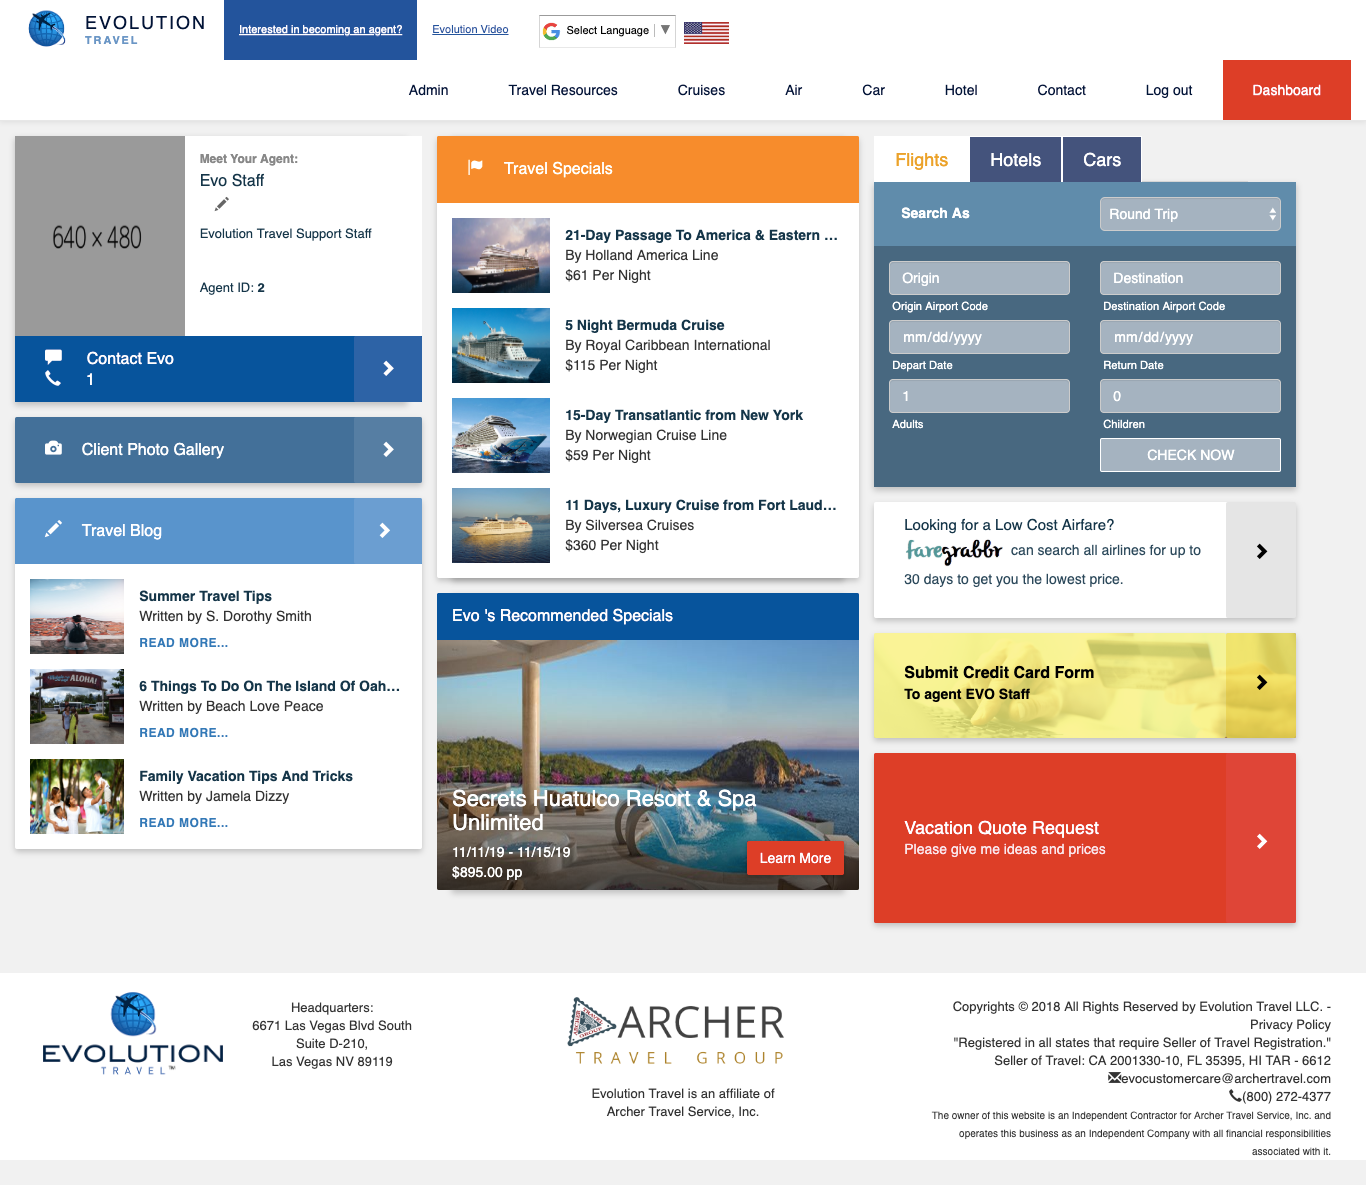 EVOLUTION
TRAVEL
Interested in becoming an agent?
Evolution Video
Select Language
Admin
Travel Resources
Cruises
Air
Car
Hotel
Contact
Log out
Dashboard
640 x 480
Meet Your Agent:
Evo Staff
Evolution Travel Support Staff
Agent ID: 2
Contact Evo
1
Client Photo Gallery
Travel Blog
Summer Travel Tips
Written by S. Dorothy Smith
READ MORE...
ALOHA!
6 Things To Do On The Island Of Oah...
Written by Beach Love Peace
READ MORE...
Family Vacation Tips And Tricks
Written by Jamela Dizzy
READ MORE...
Travel Specials
21-Day Passage To America & Eastern ...
By Holland America Line
$61 Per Night
5 Night Bermuda Cruise
By Royal Caribbean International
$115 Per Night
15-Day Transatlantic from New York
By Norwegian Cruise Line
$59 Per Night
11 Days, Luxury Cruise from Fort Laud...
By Silversea Cruises
$360 Per Night
Evo 's Recommended Specials
Secrets Huatulco Resort & Spa
Unlimited
11/11/19 - 11/15/19
$895.00 pp
Learn More
Flights
Hotels
Cars
Search As
Round Trip
Origin
Destination
Origin Airport Code
Destination Airport Code
mm/dd/yyyy
mm/dd/yyyy
Depart Date
Return Date
1
0
Adults
Children
CHECK NOW
Looking for a Low Cost Airfare?
faregrabbr can search all airlines for up to
30 days to get you the lowest price.
Submit Credit Card Form
To agent EVO Staff
Vacation Quote Request
Please give me ideas and prices
EVOLUTION
TRAVEL™
Headquarters:
6671 Las Vegas Blvd South
Suite D-210,
Las Vegas NV 89119
ARCHER
TRAVEL GROUP
Evolution Travel is an affiliate of
Archer Travel Service, Inc.
Copyrights © 2018 All Rights Reserved by Evolution Travel LLC. -
Privacy Policy
"Registered in all states that require Seller of Travel Registration."
Seller of Travel: CA 2001330-10, FL 35395, HI TAR - 6612
evocustomercare@archertravel.com
(800) 272-4377
The owner of this website is an Independent Contractor for Archer Travel Service, Inc. and
operates this business as an Independent Company with all financial responsibilities
associated with it.